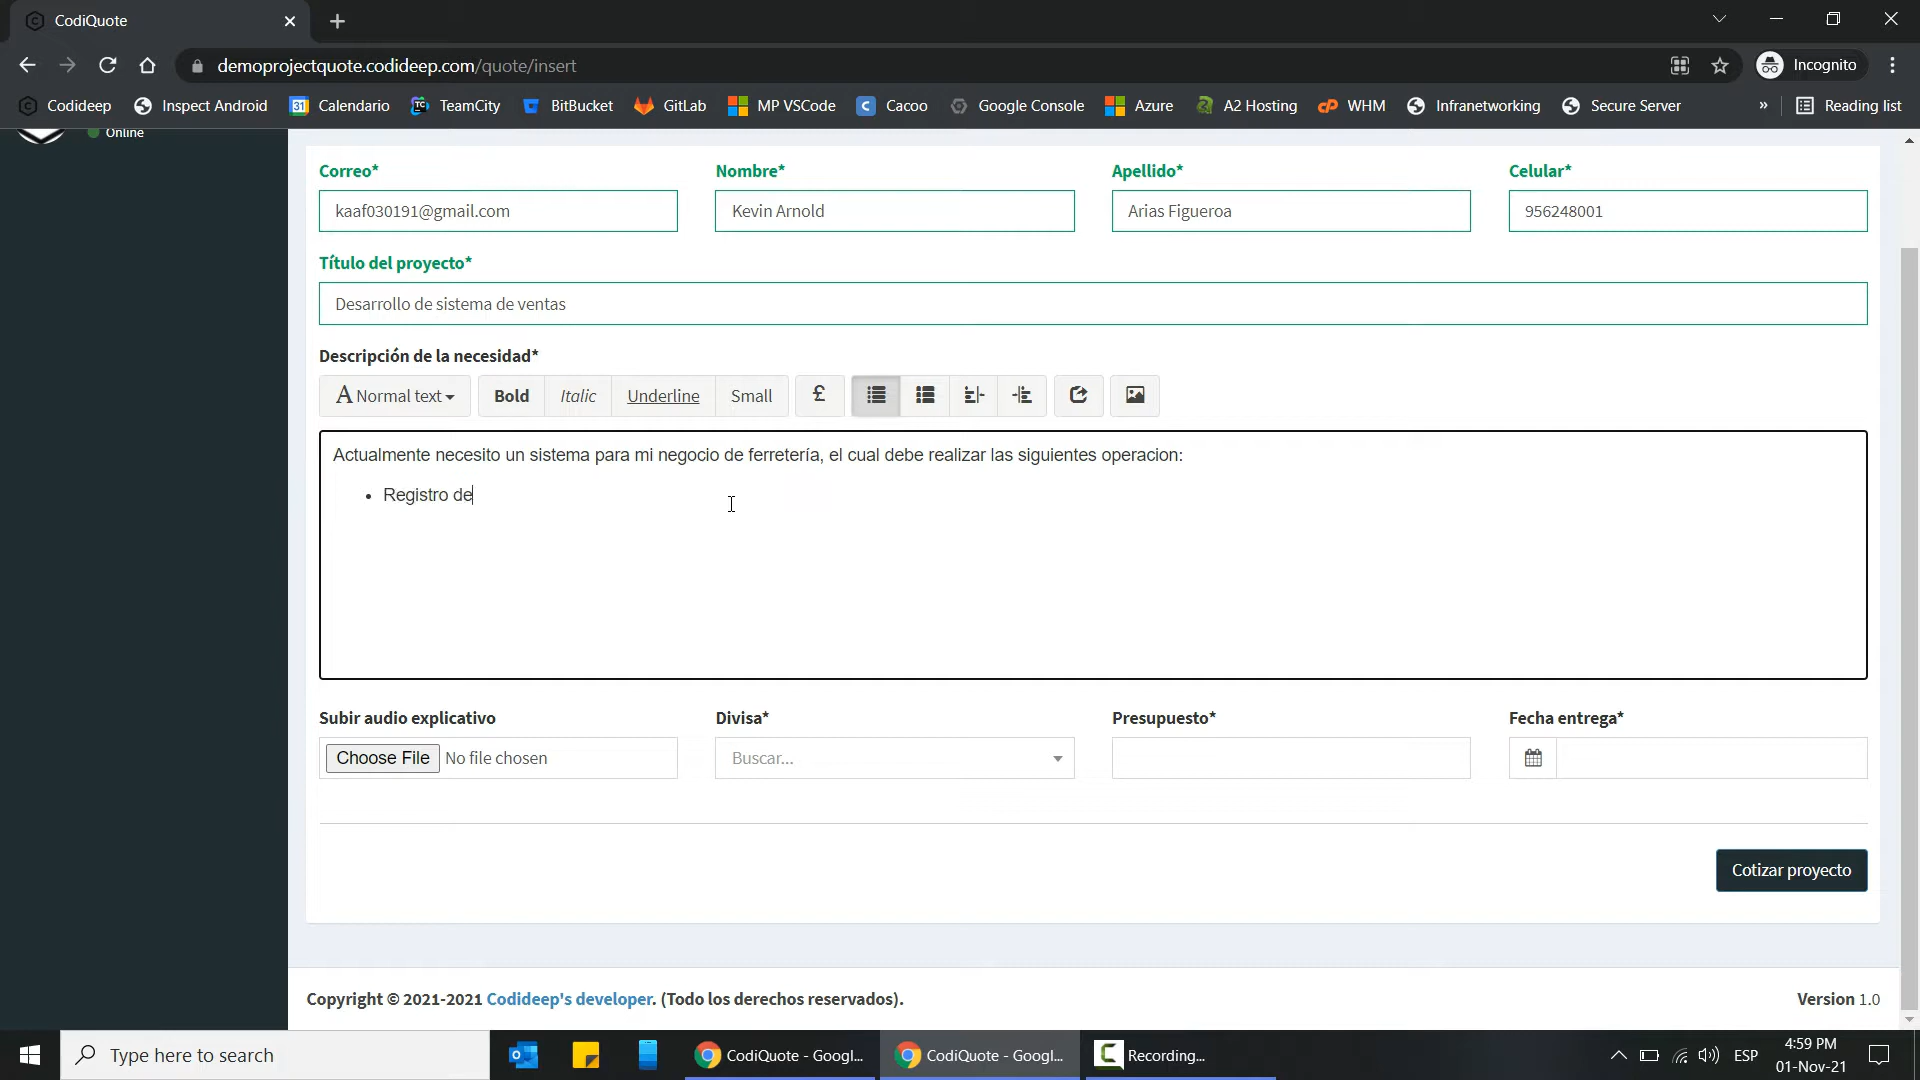 CodiQuote
demoprojectquote.codideep.com/quote/insert
Incognito
Codideep
Inspect Android
31 Calendario
TC TeamCity
BitBucket
GitLab
MP VSCode
C Cacoo
Google Console
Azure
A2 Hosting
cP WHM
Infranetworking
Secure Server
»
Reading list
Online
Correo* Nombre* Apellido* Celular*
kaaf030191@gmail.com Kevin Arnold Arias Figueroa 956248001
Título del proyecto*
Desarrollo de sistema de ventas
Descripción de la necesidad*
A Normal text Bold Italic Underline Small £
Actualmente necesito un sistema para mi negocio de ferretería, el cual debe realizar las siguientes operacion:
• Registro de
Subir audio explicativo Divisa* Presupuesto* Fecha entrega*
Choose File No file chosen Buscar...
Cotizar proyecto
Copyright © 2021-2021 Codideep's developer. (Todo los derechos reservados). Version 1.0
Type here to search
CodiQuote - Googl...
CodiQuote - Googl...
Recording...
ESP
4:59 PM
01-Nov-21